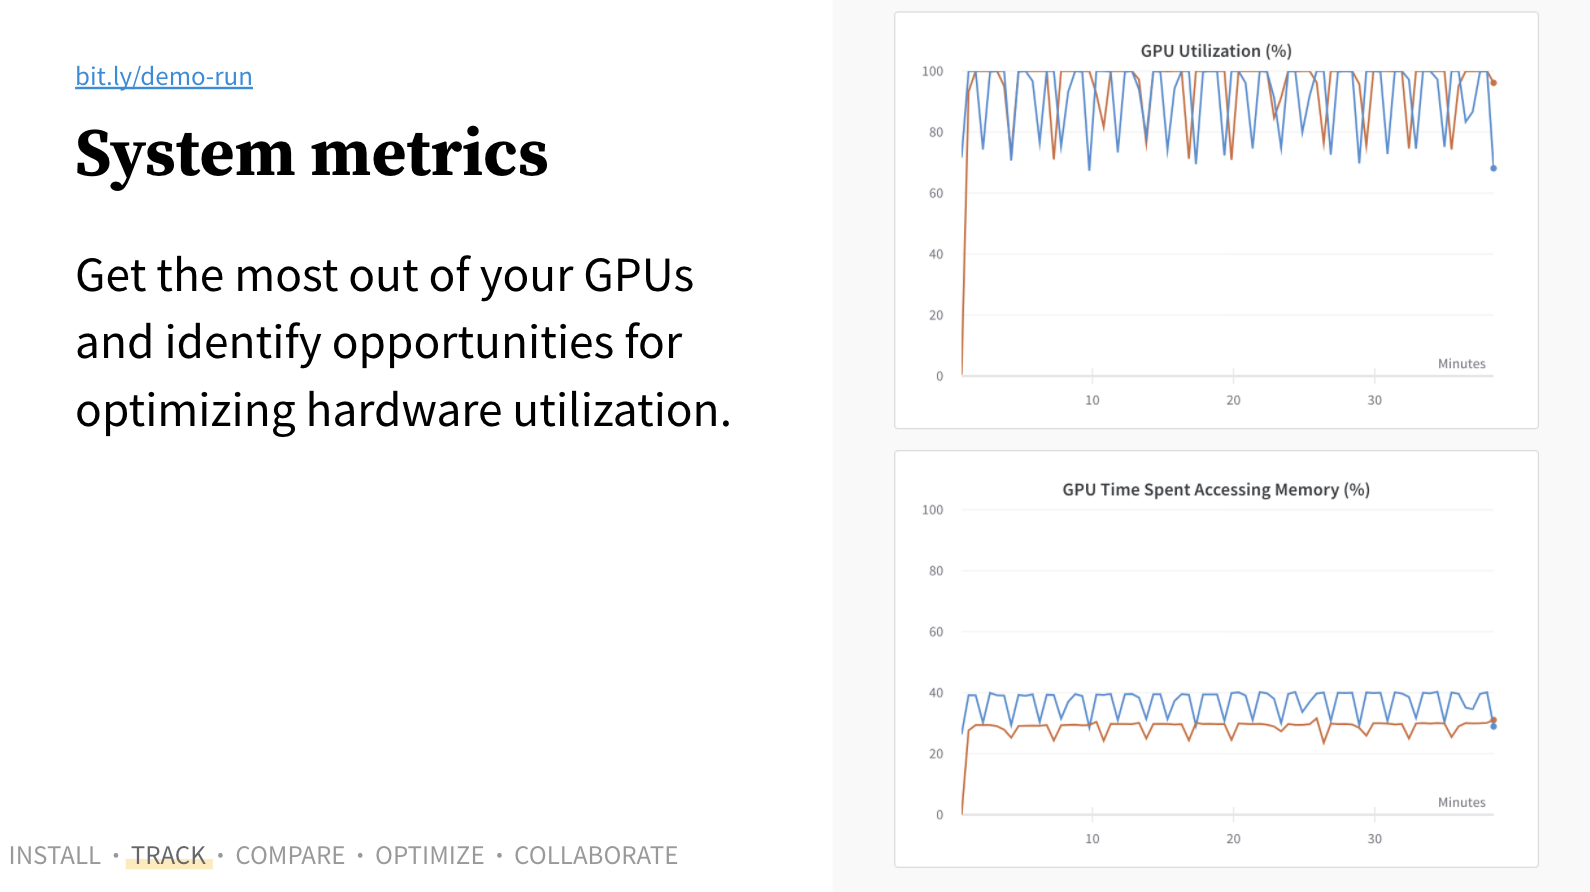 bit.ly/demo-run
System metrics
Get the most out of your GPUs
and identify opportunities for
optimizing hardware utilization.
INSTALL • TRACK • COMPARE • OPTIMIZE • COLLABORATE
GPU Utilization (%)
100
80
60
40
20
0
Minutes
10 20 30
GPU Time Spent Accessing Memory (%)
100
80
60
40
20
0
Minutes
10 20 30